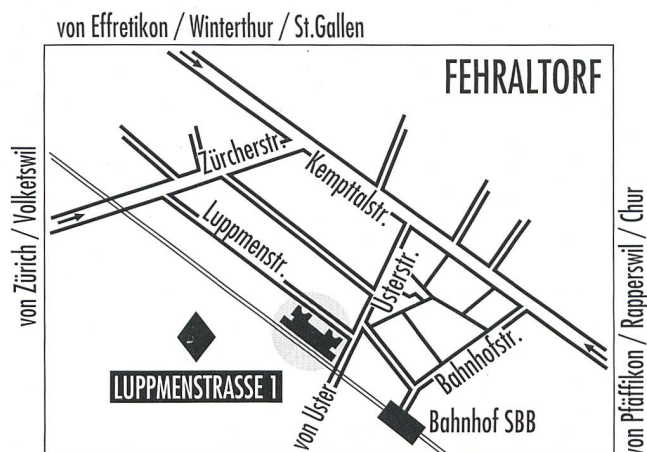 von Effretikon / Winterthur / St.Gallen
FEHRALTORF
von Zürich / Volketswil
Zürcherstr.
Kempttalstr.
Luppmenstr.
Usterstr.
von Pfäffikon / Rapperswil / Chur
LUPPMENSTRASSE 1
von Uster
Bahnhofstr.
Bahnhof SBB